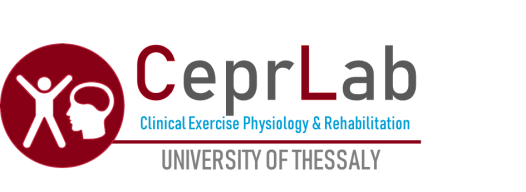 CeprLab
Clinical Exercise Physiology & Rehabilitation
UNIVERSITY OF THESSALY